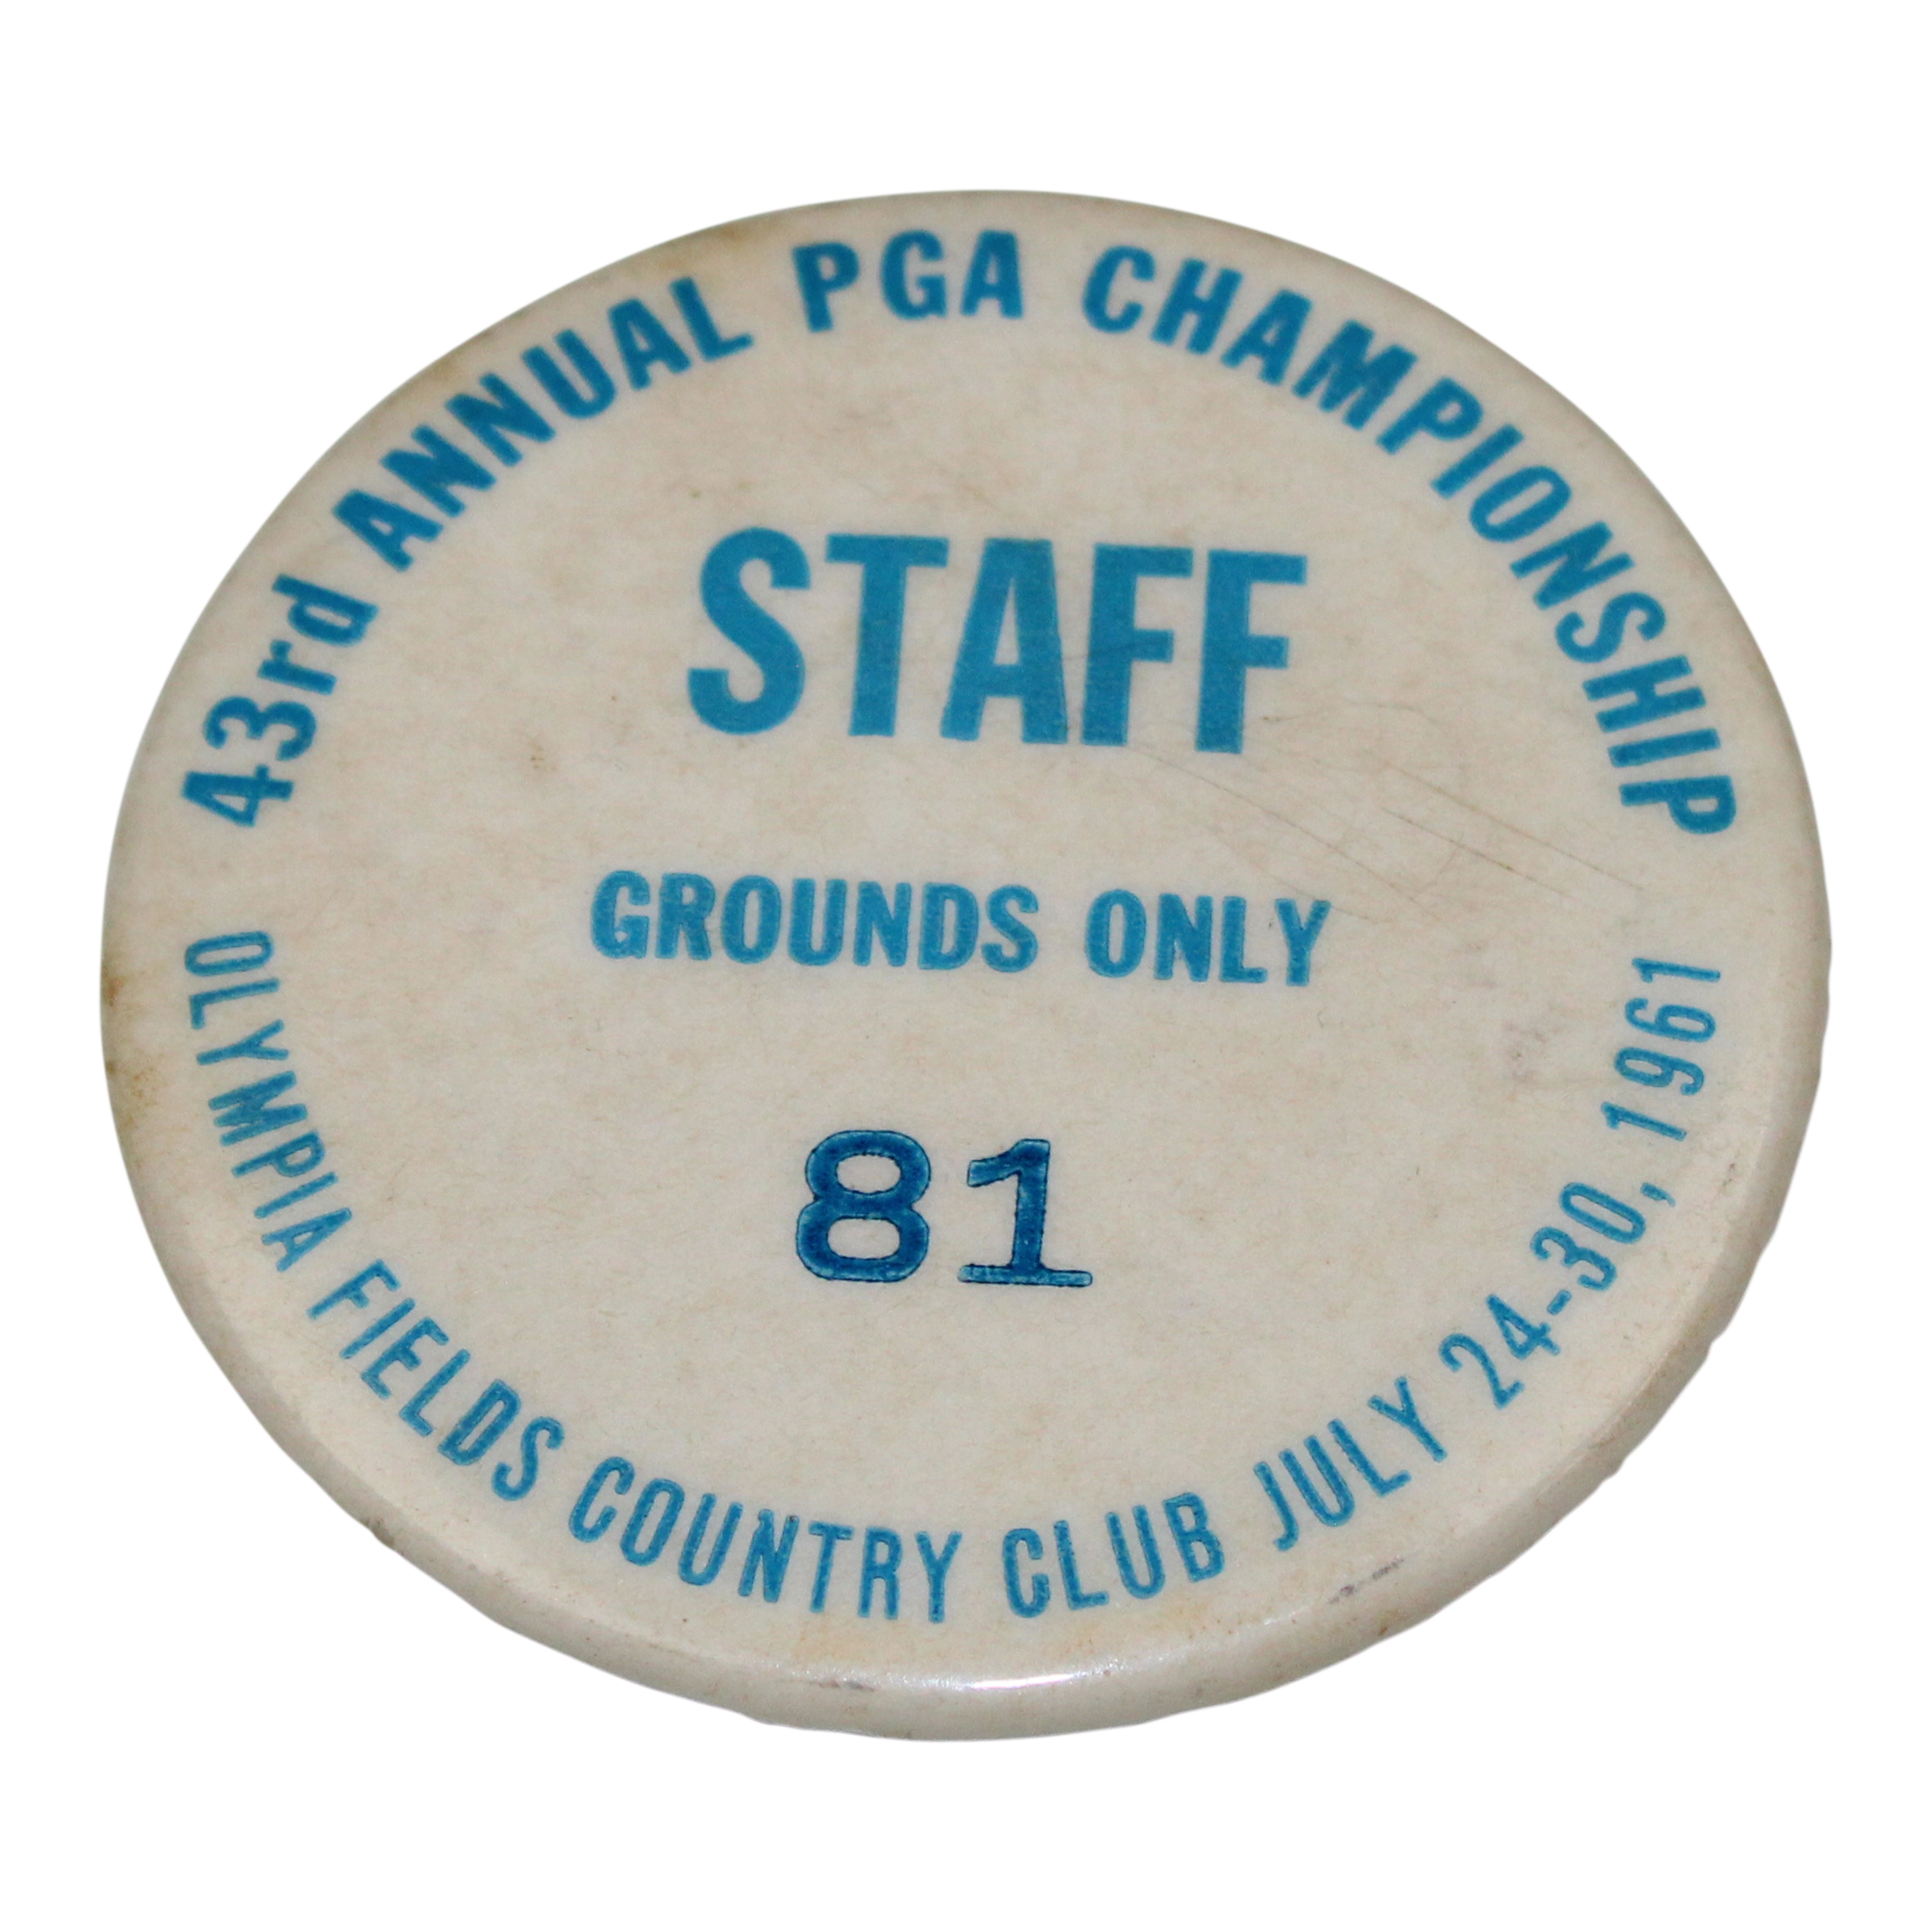 43rd ANNUAL PGA CHAMPIONSHIP
STAFF
GROUNDS ONLY
81
OLYMPIA FIELDS COUNTRY CLUB JULY 24-30, 1961